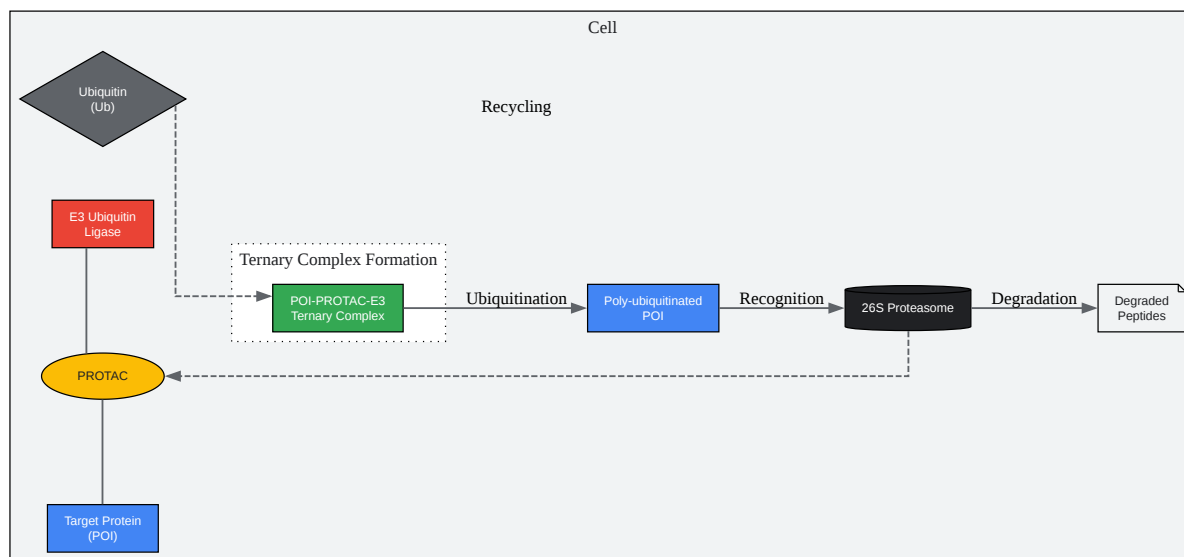 Cell
Ubiquitin
(Ub)
Recycling
E3 Ubiquitin
Ligase
Ternary Complex Formation
POI-PROTAC-E3
Ternary Complex
Ubiquitination
Poly-ubiquitinated
POI
Recognition
26S Proteasome
Degradation
Degraded
Peptides
PROTAC
Target Protein
(POI)